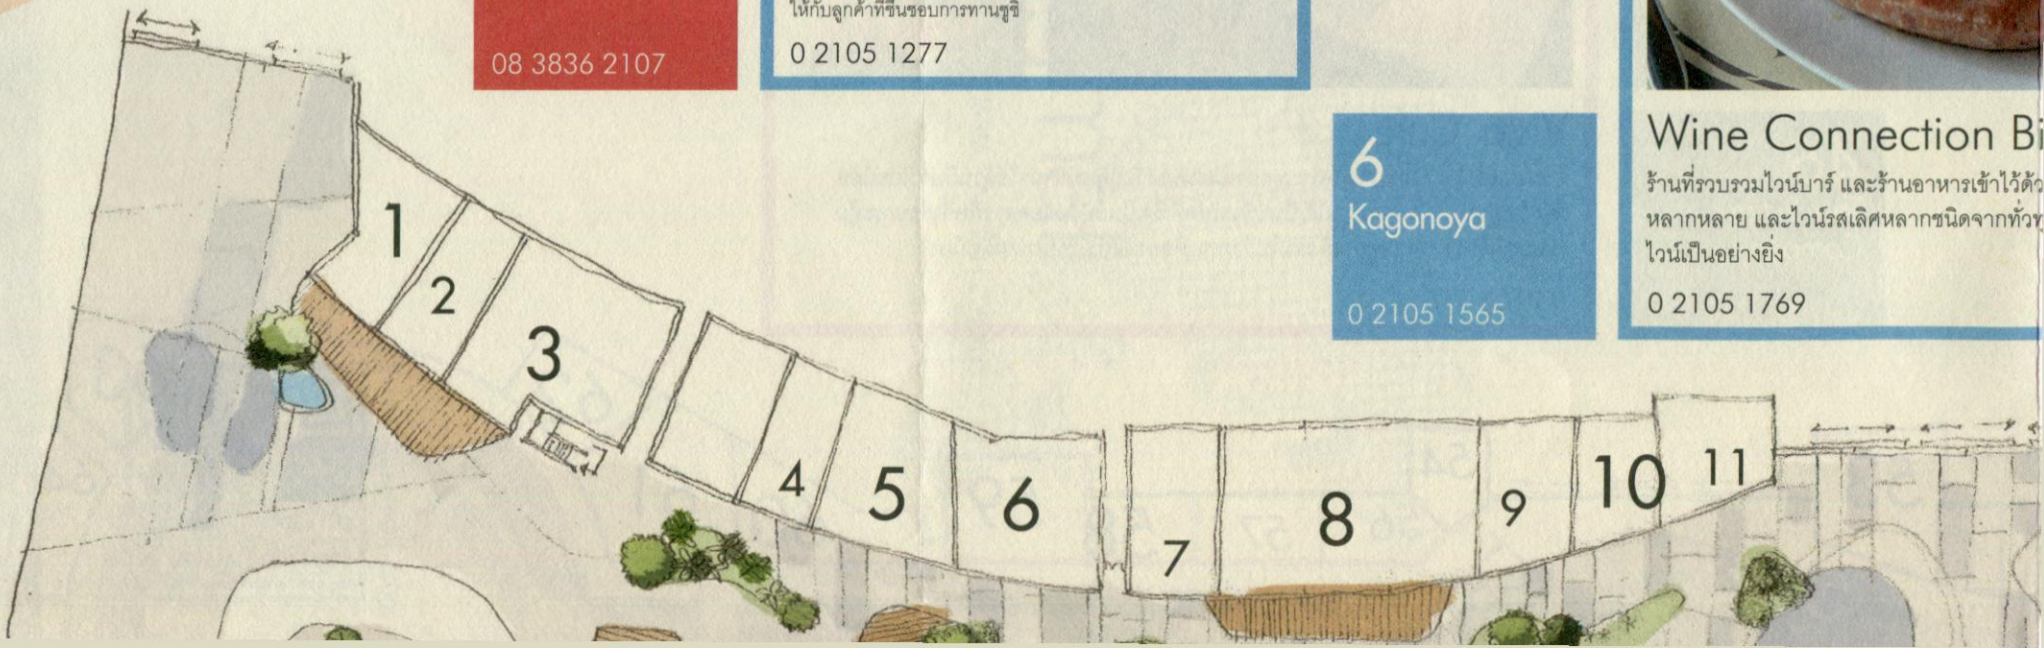 ให้กับลูกค้าที่ชื่นชอบการทานซูชิ
08 3836 2107
0 2105 1277
6
Kagonoya
0 2105 1565
Wine Connection Bi
ร้านที่รวบรวมไวน์บาร์ และร้านอาหารเข้าไว้ด้ว
หลากหลาย และไวน์รสเลิศหลากชนิดจากทั่วท
ไวน์เป็นอย่างยิ่ง
0 2105 1769
1
2
3
4
5
6
7
8
9
10
11